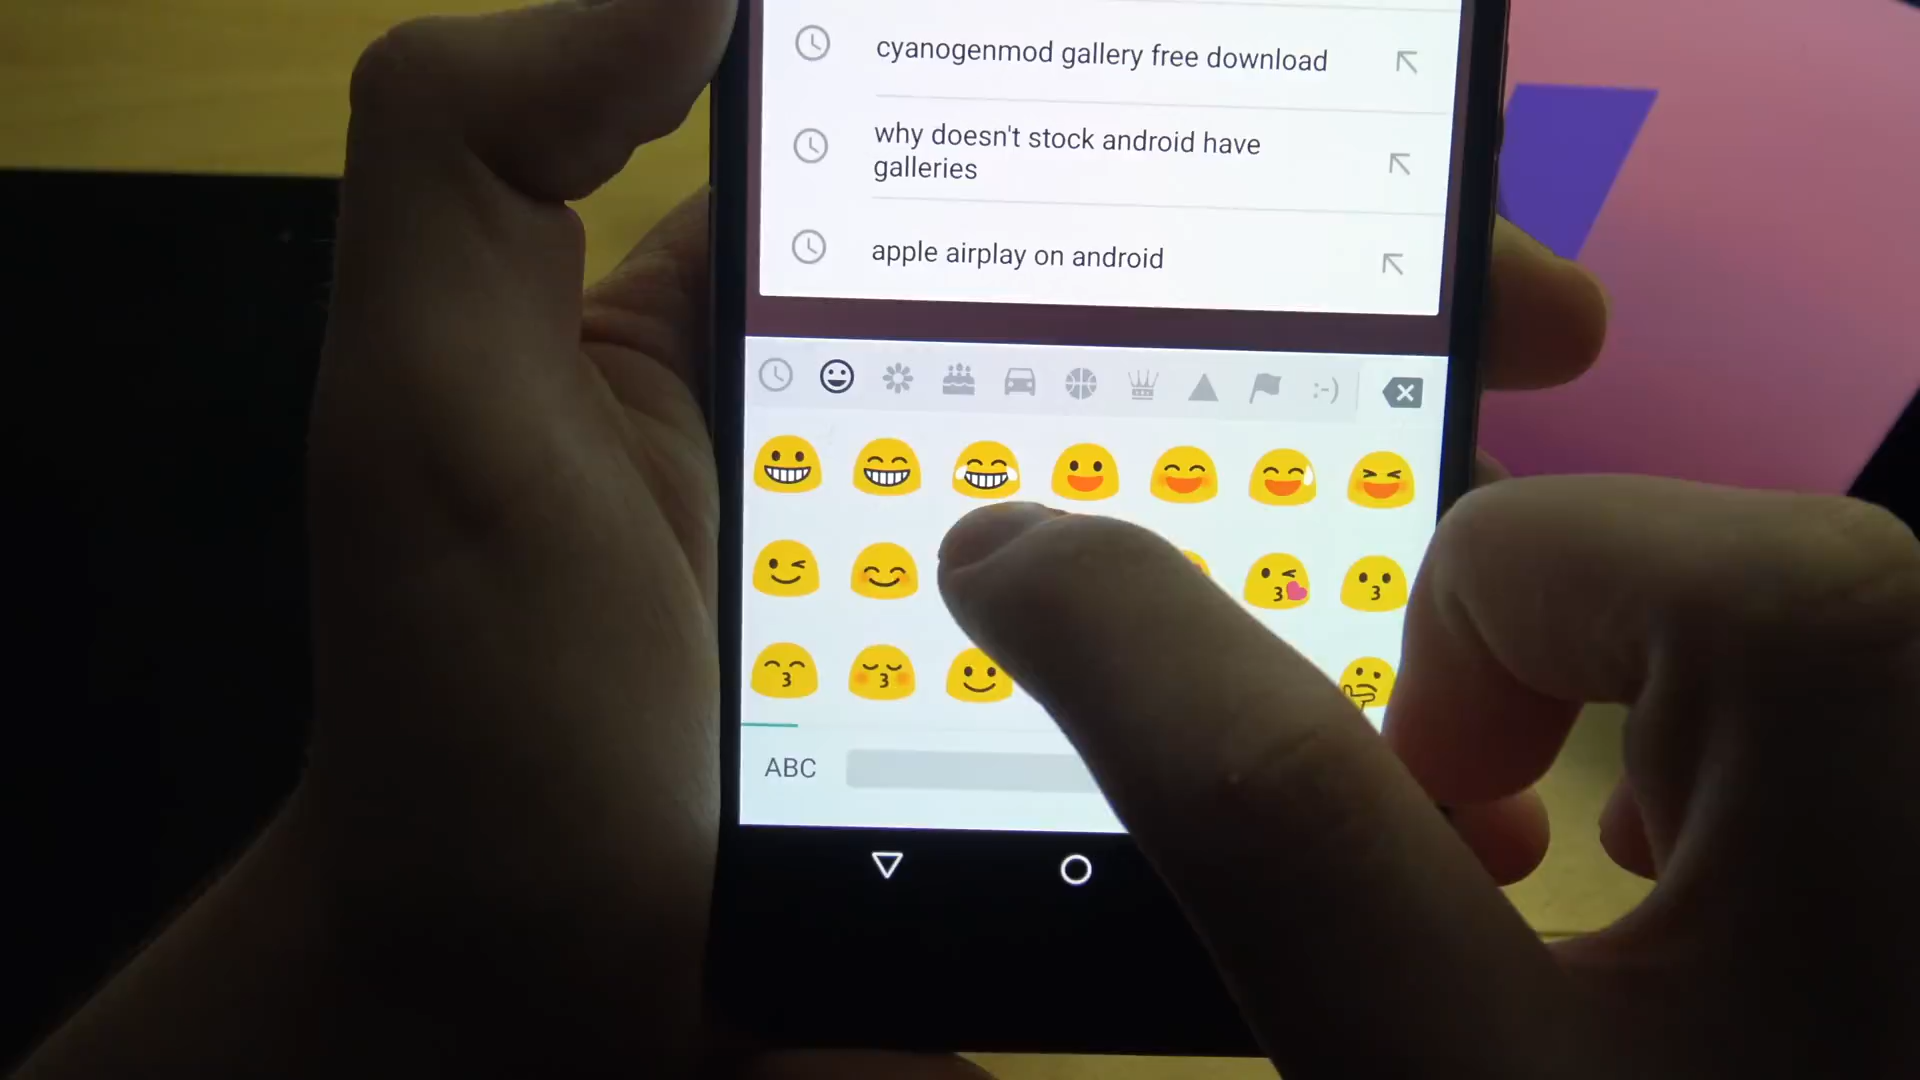 cyanogenmod gallery free download
why doesn't stock android have
galleries
apple airplay on android
:-)
ABC